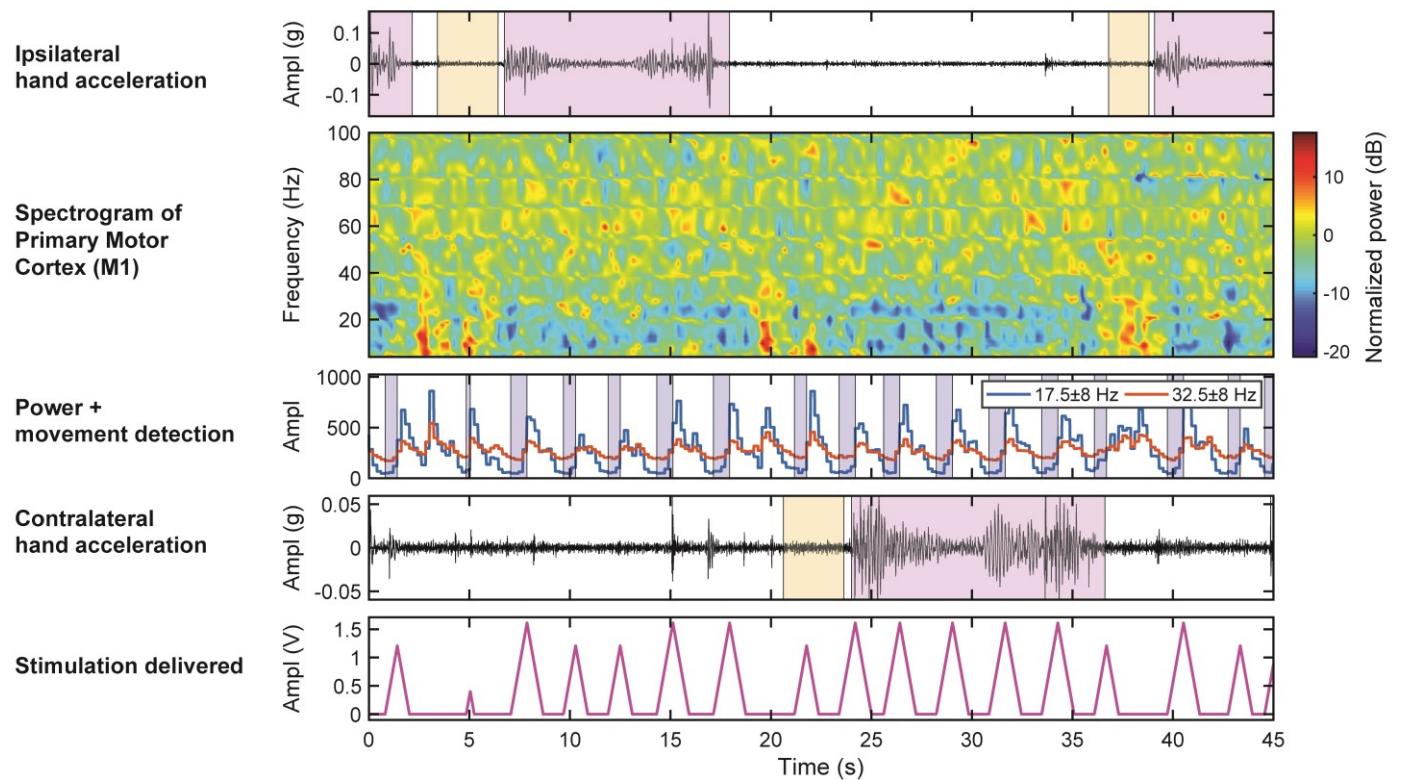 Ipsilateral
hand acceleration
Ampl (g)
0.1
0
-0.1
Spectrogram of
Primary Motor
Cortex (M1)
Frequency (Hz)
100
80
60
40
20
Normalized power (dB)
10
0
-10
-20
Power +
movement detection
Ampl
1000
500
0
17.5±8 Hz
32.5±8 Hz
Contralateral
hand acceleration
Ampl (g)
0.05
0
-0.05
Stimulation delivered
Ampl (V)
1.5
1
0.5
0
0 5 10 15 20 25 30 35 40 45
Time (s)